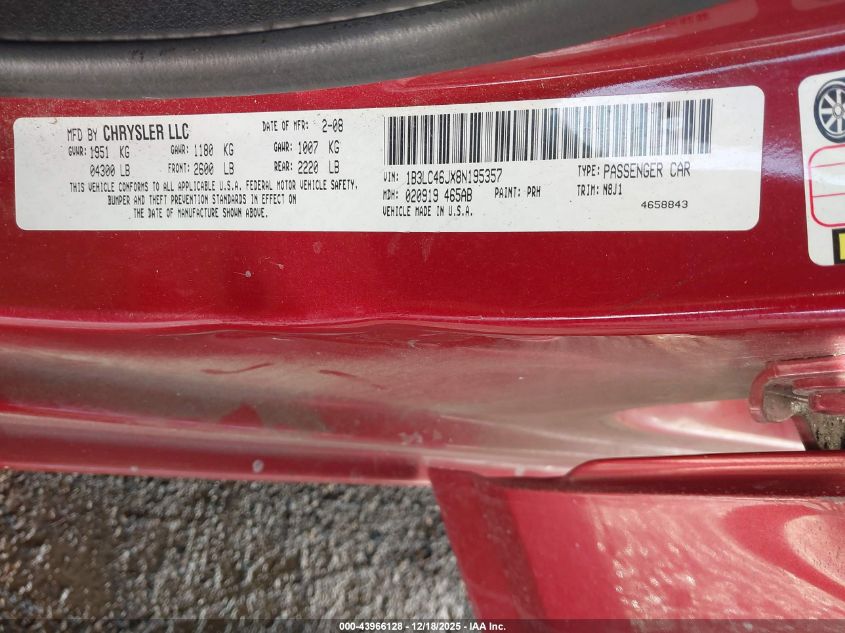 MFD BY CHRYSLER LLC DATE OF MFR: 2-08
GVWR: 1951 KG GAWR: 1180 KG GAWR: 1007 KG
04300 LB FRONT: 2600 LB REAR: 2220 LB
THIS VEHICLE CONFORMS TO ALL APPLICABLE U.S.A. FEDERAL MOTOR VEHICLE SAFETY,
BUMPER AND THEFT PREVENTION STANDARDS IN EFFECT ON
THE DATE OF MANUFACTURE SHOWN ABOVE.
VIN: 1B3LC46JX8N195357 TYPE: PASSENGER CAR
MDH: 020919 465AB PAINT: PRH TRIM: N8J1
VEHICLE MADE IN U.S.A. 4658843
000-43966128 - 12/18/2025 - IAA, Inc.